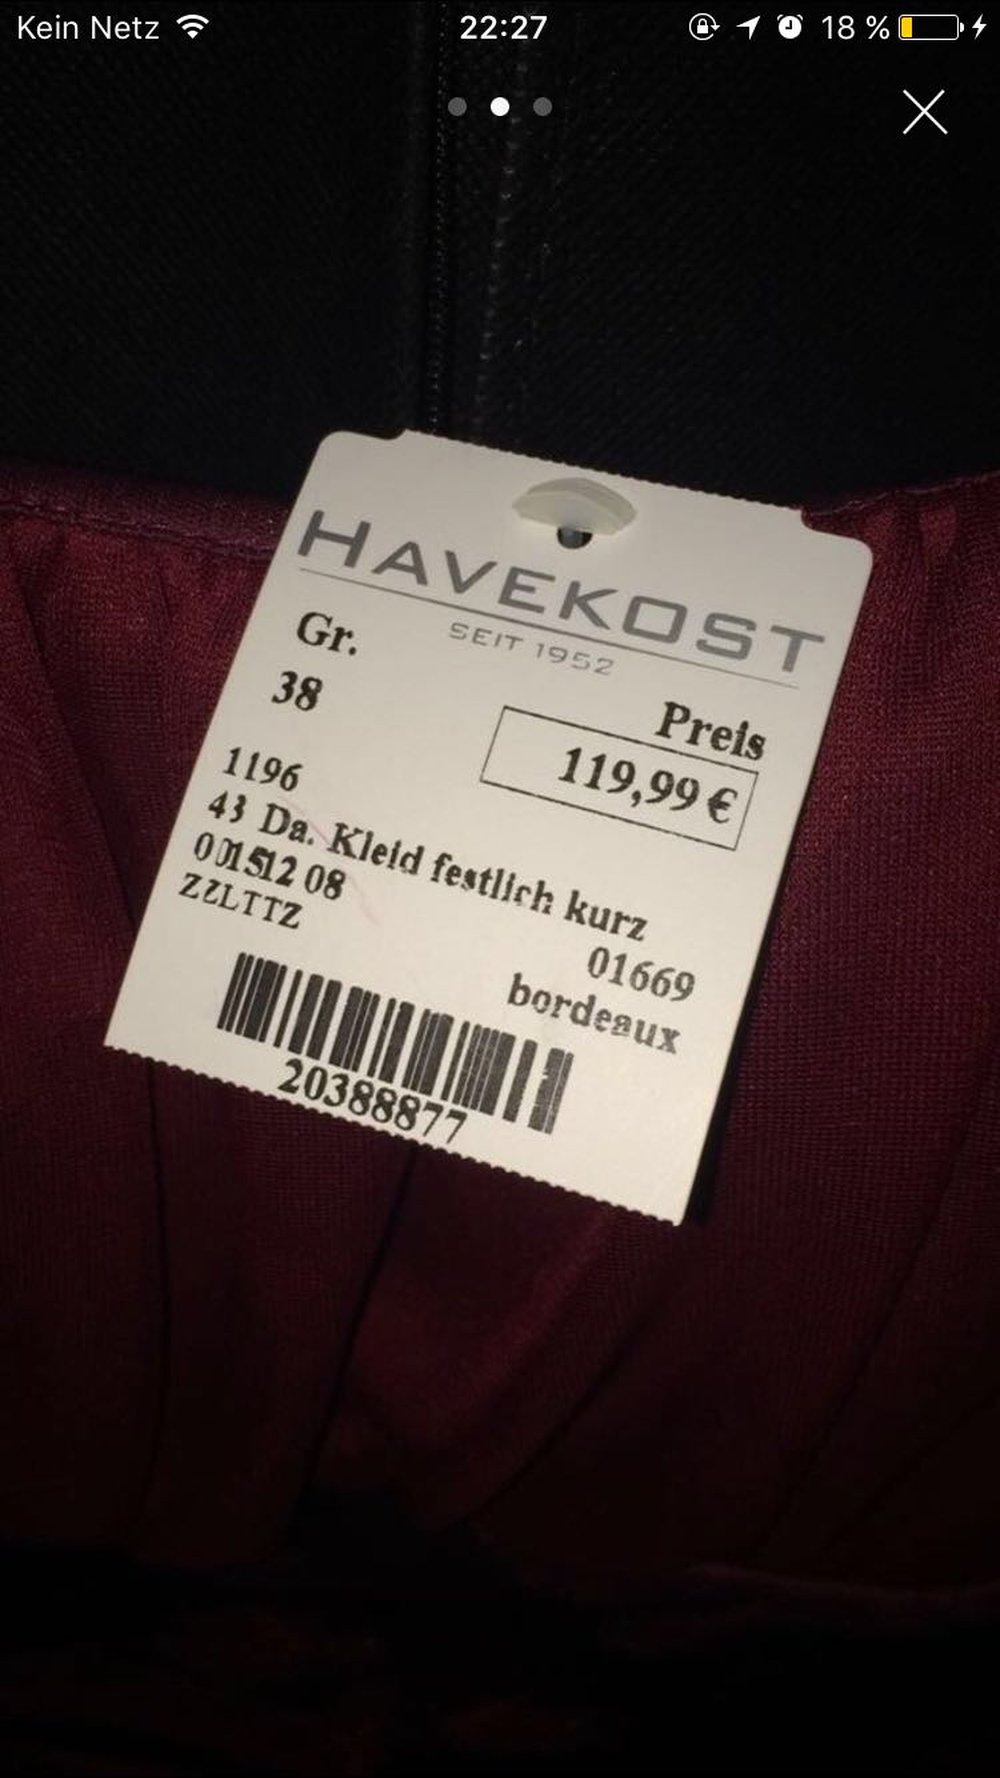 Kein Netz 22:27 18 %
HAVEKOST
SEIT 1952
Gr.
38
Preis
119,99 €
1196
43 Da. Kleid festlich kurz
001512 08
ZZLTTZ
01669
bordeaux
20388877